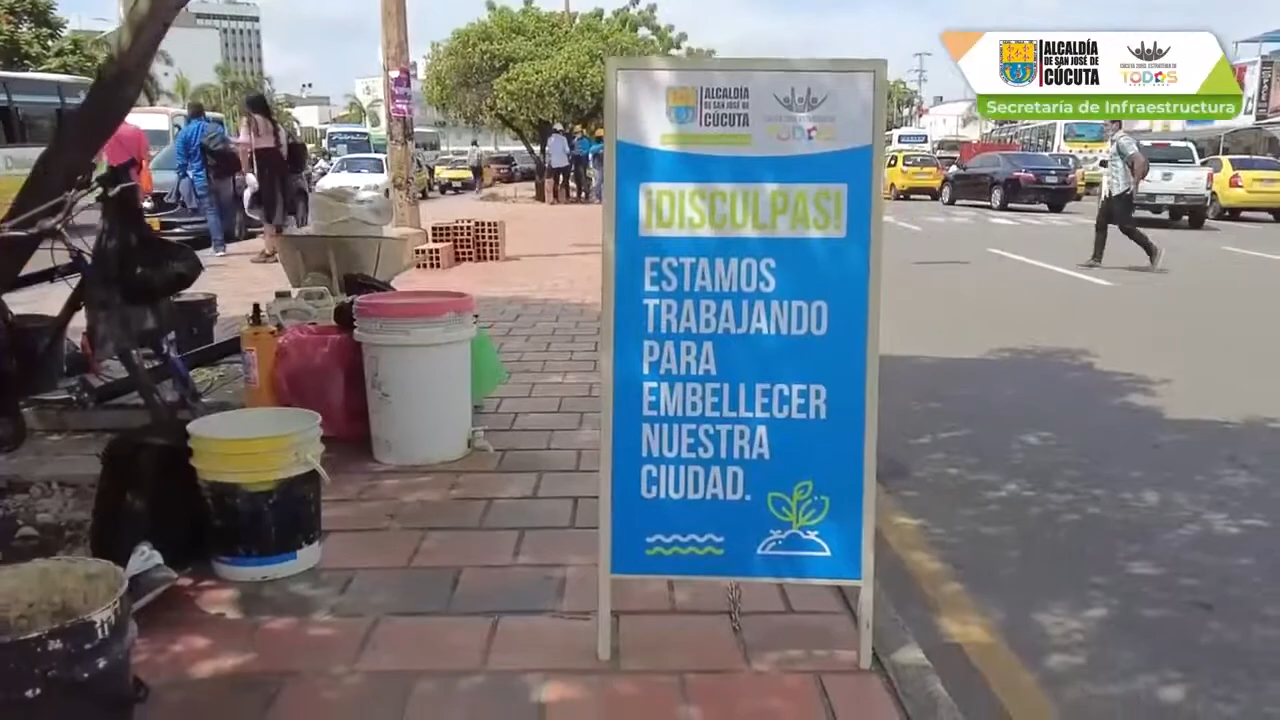 ALCALDÍA
DE SAN JOSÉ DE
CÚCUTA
TODOS
Secretaría de Infraestructura
ALCALDÍA
DE SAN JOSÉ DE
CÚCUTA
TODOS
¡DISCULPAS!
ESTAMOS
TRABAJANDO
PARA
EMBELLECER
NUESTRA
CIUDAD.